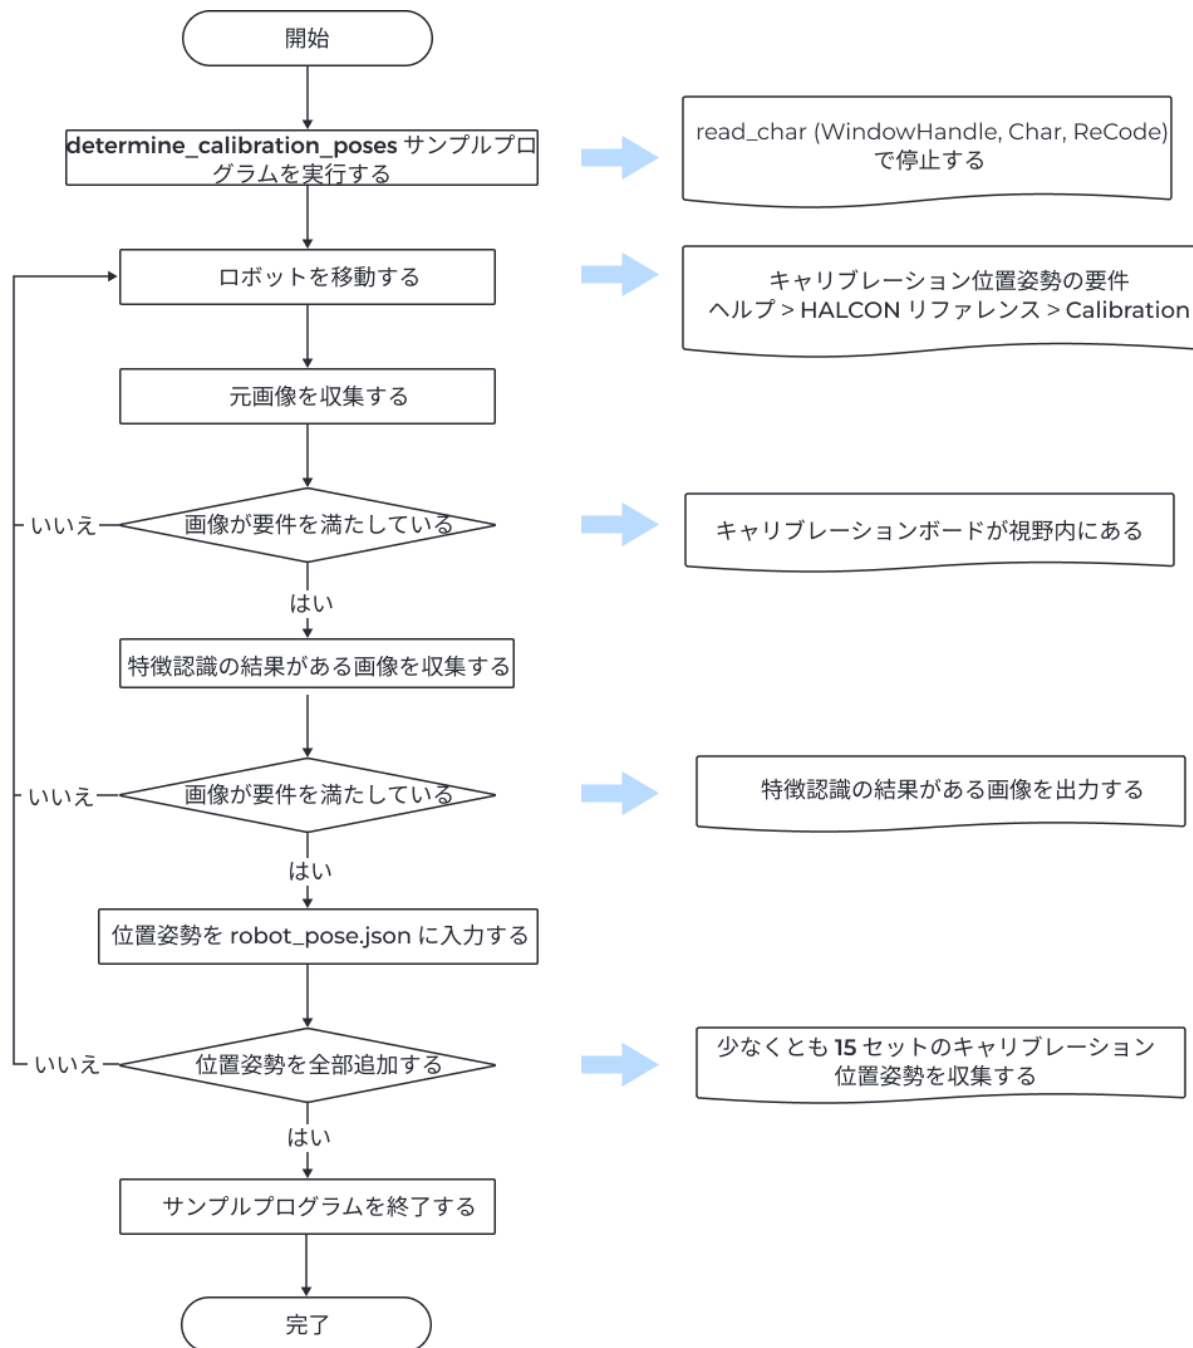 開始
determine_calibration_poses サンプルプロ
グラムを実行する
read_char (WindowHandle, Char, ReCode)
で停止する
ロボットを移動する
キャリブレーション位置姿勢の要件
ヘルプ > HALCON リファレンス > Calibration
元画像を収集する
画像が要件を満たしている
いいえ
キャリブレーションボードが視野内にある
はい
特徴認識の結果がある画像を収集する
画像が要件を満たしている
いいえ
特徴認識の結果がある画像を出力する
はい
位置姿勢を robot_pose.json に入力する
位置姿勢を全部追加する
いいえ
少なくとも 15 セットのキャリブレーション
位置姿勢を収集する
はい
サンプルプログラムを終了する
完了